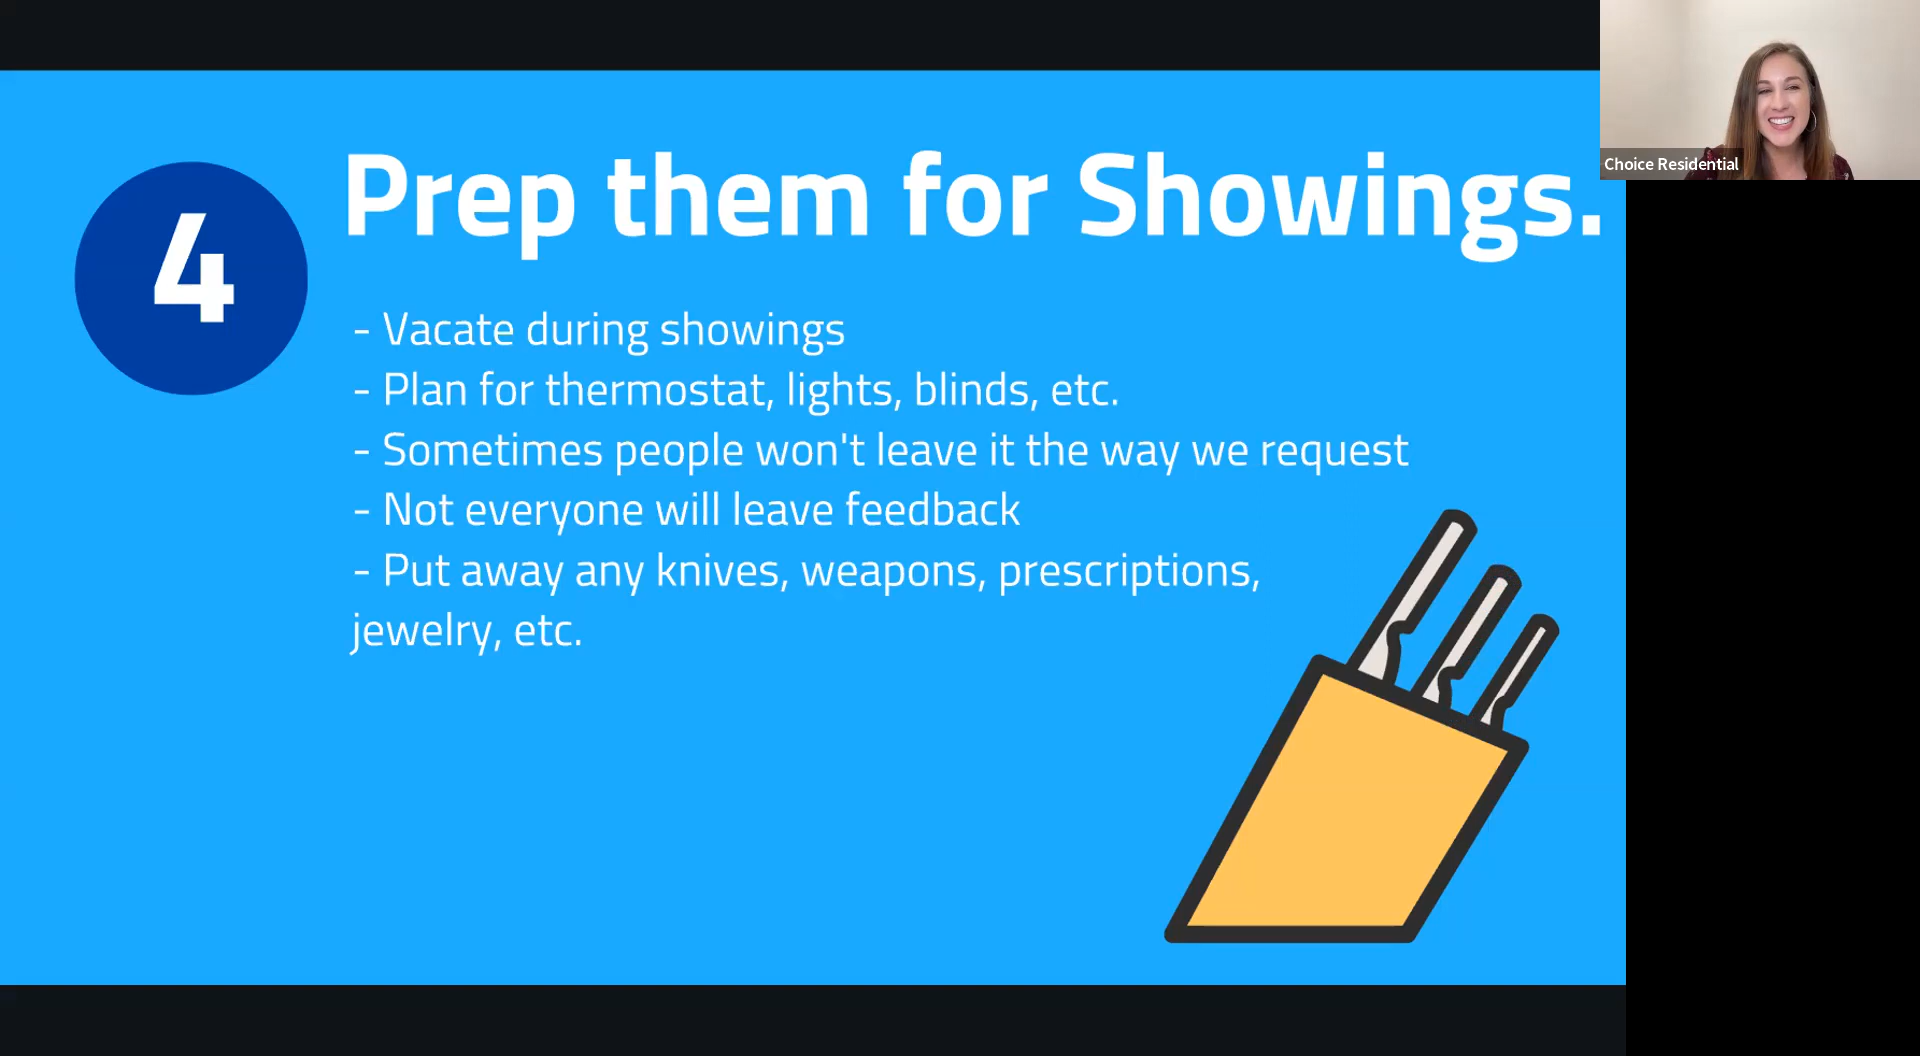 4
Prep them for Showings.
- Vacate during showings
- Plan for thermostat, lights, blinds, etc.
- Sometimes people won't leave it the way we request
- Not everyone will leave feedback
- Put away any knives, weapons, prescriptions,
jewelry, etc.
Choice Residential